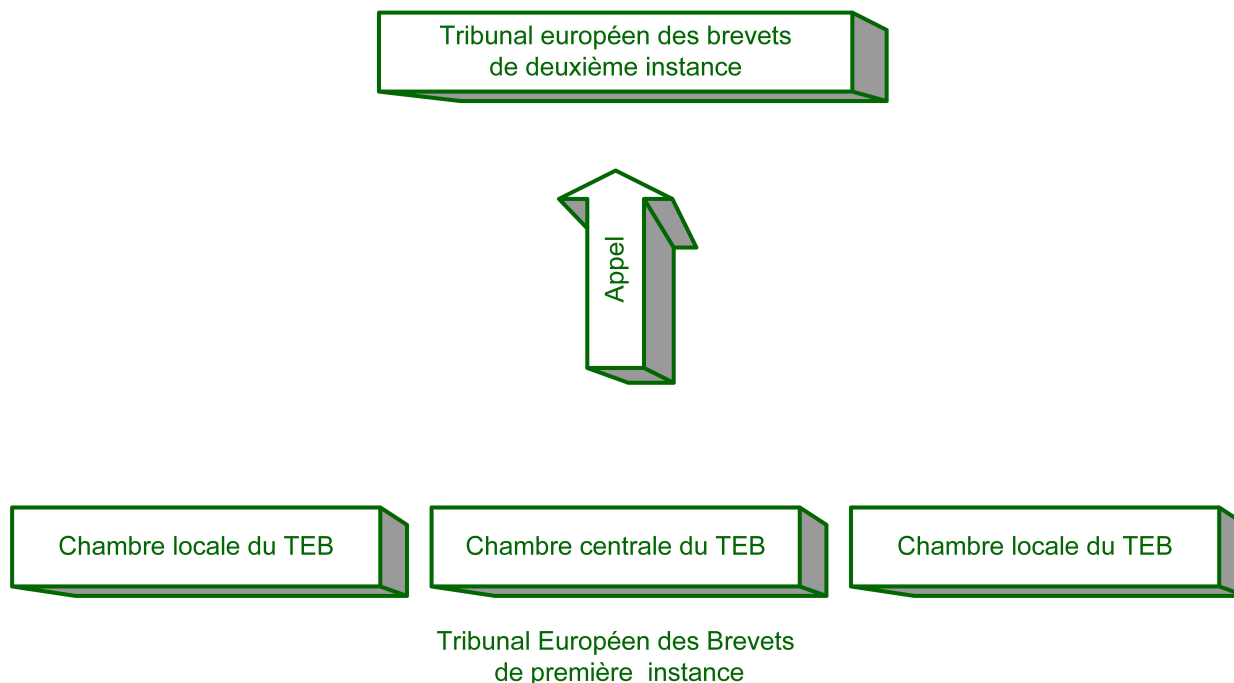 Tribunal européen des brevets
de deuxième instance
Appel
Chambre locale du TEB
Chambre centrale du TEB
Chambre locale du TEB
Tribunal Européen des Brevets
de première instance